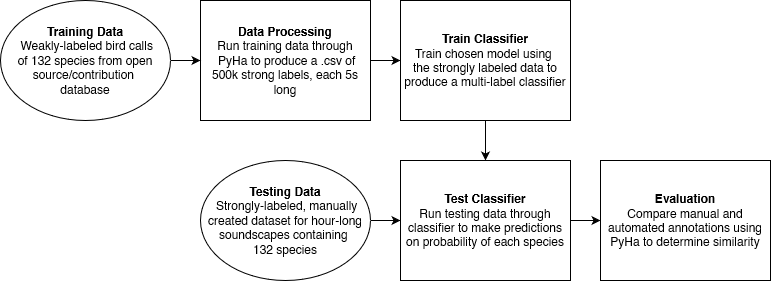 Training Data
Weakly-labeled bird calls
of 132 species from open
source/contribution
database
Data Processing
Run training data through
PyHa to produce a .csv of
500k strong labels, each 5s
long
Train Classifier
Train chosen model using
the strongly labeled data to
produce a multi-label classifier
Testing Data
Strongly-labeled, manually
created dataset for hour-long
soundscapes containing
132 species
Test Classifier
Run testing data through
classifier to make predictions
on probability of each species
Evaluation
Compare manual and
automated annotations using
PyHa to determine similarity